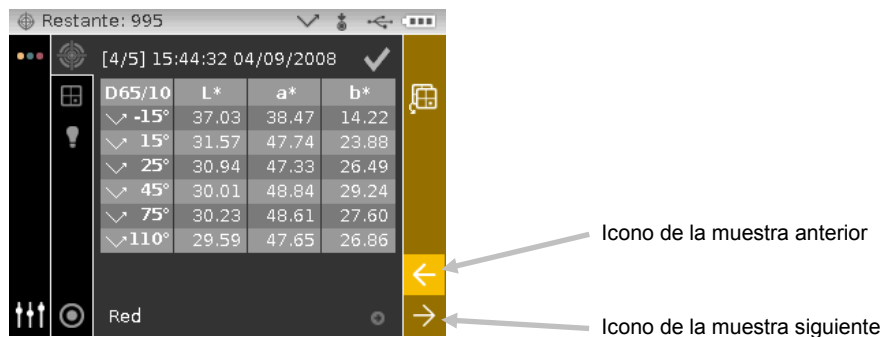 Restante: 995
[4/5] 15:44:32 04/09/2008
D65/10 L* a* b*
-15° 37.03 38.47 14.22
15° 31.57 47.74 23.88
25° 30.94 47.33 26.49
45° 30.01 48.84 29.24
75° 30.23 48.61 27.60
110° 29.59 47.65 26.86
Icono de la muestra anterior
Red
Icono de la muestra siguiente